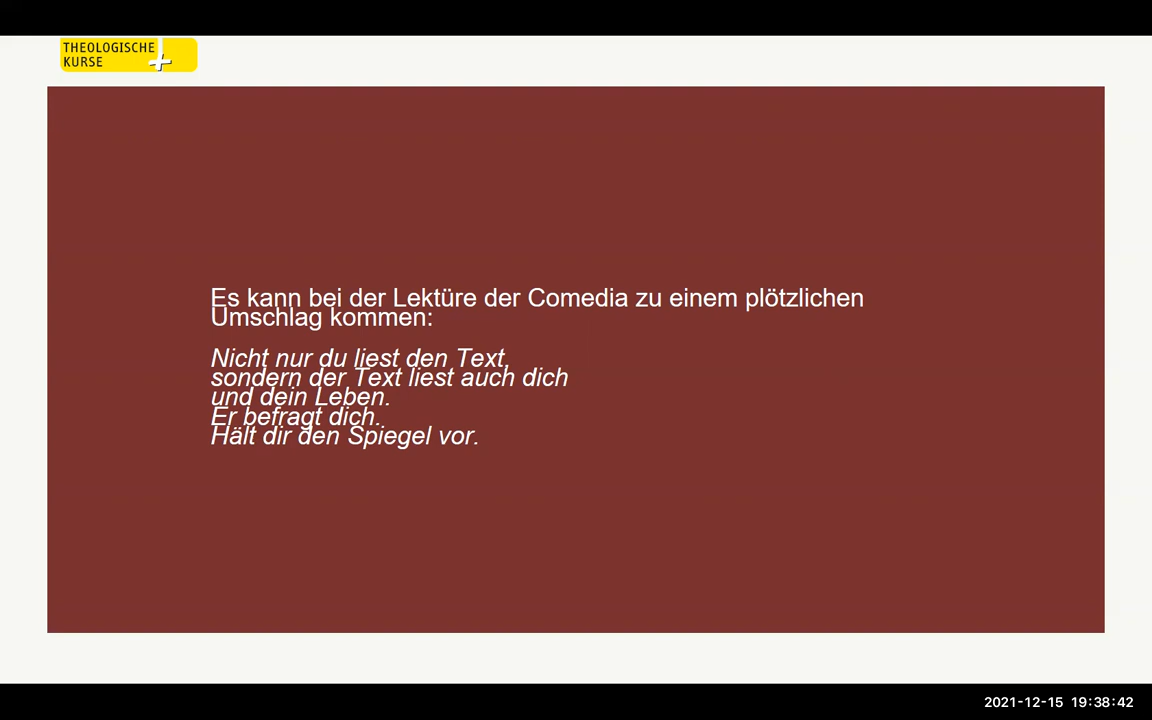 THEOLOGISCHE
KURSE
Es kann bei der Lektüre der Comedia zu einem plötzlichen
Umschlag kommen:
Nicht nur du liest den Text,
sondern der Text liest auch dich
und dein Leben.
Er befragt dich.
Hält dir den Spiegel vor.
2021-12-15 19:38:42